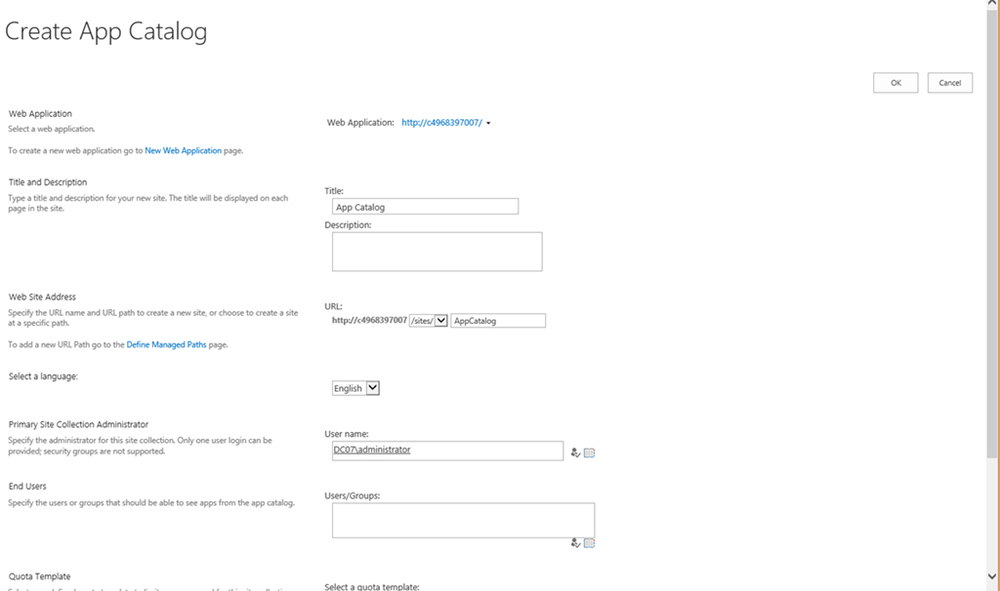 Create App Catalog
OK
Cancel
Web Application
Select a web application.
To create a new web application go to New Web Application page.
Web Application: http://c4968397007/
Title and Description
Type a title and description for your new site. The title will be displayed on each
page in the site.
Title:
App Catalog
Description:
Web Site Address
Specify the URL name and URL path to create a new site, or choose to create a site
at a specific path.
To add a new URL Path go to the Define Managed Paths page.
URL:
http://c4968397007 /sites/ AppCatalog
Select a language:
English
Primary Site Collection Administrator
Specify the administrator for this site collection. Only one user login can be
provided; security groups are not supported.
User name:
DC07\administrator
End Users
Specify the users or groups that should be able to see apps from the app catalog.
Users/Groups:
Quota Template
Select a quota template: